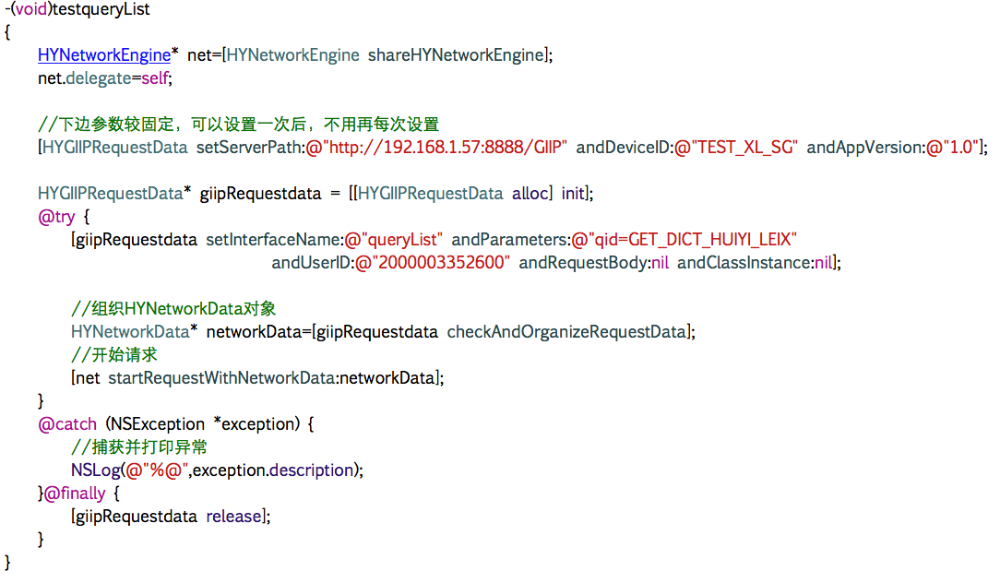 -(void)testqueryList
{
    HYNetworkEngine* net=[HYNetworkEngine shareHYNetworkEngine];
    net.delegate=self;

    //下边参数较固定，可以设置一次后，不用再每次设置
    [HYGIIPRequestData setServerPath:@"http://192.168.1.57:8888/GIIP" andDeviceID:@"TEST_XL_SG" andAppVersion:@"1.0"];

    HYGIIPRequestData* giipRequestdata = [[HYGIIPRequestData alloc] init];
    @try {
        [giipRequestdata setInterfaceName:@"queryList" andParameters:@"qid=GET_DICT_HUIYI_LEIX"
                                andUserID:@"2000003352600" andRequestBody:nil andClassInstance:nil];

        //组织HYNetworkData对象
        HYNetworkData* networkData=[giipRequestdata checkAndOrganizeRequestData];
        //开始请求
        [net startRequestWithNetworkData:networkData];
    }
    @catch (NSException *exception) {
        //捕获并打印异常
        NSLog(@"%@",exception.description);
    }@finally {
        [giipRequestdata release];
    }
}